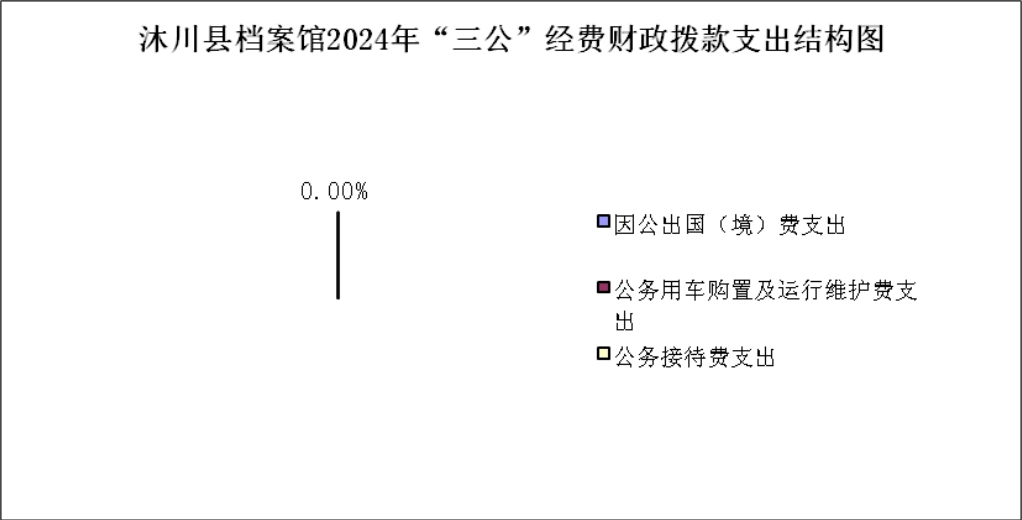 沐川县档案馆2024年“三公”经费财政拨款支出结构图
0.00%
因公出国（境）费支出
公务用车购置及运行维护费支
出
公务接待费支出